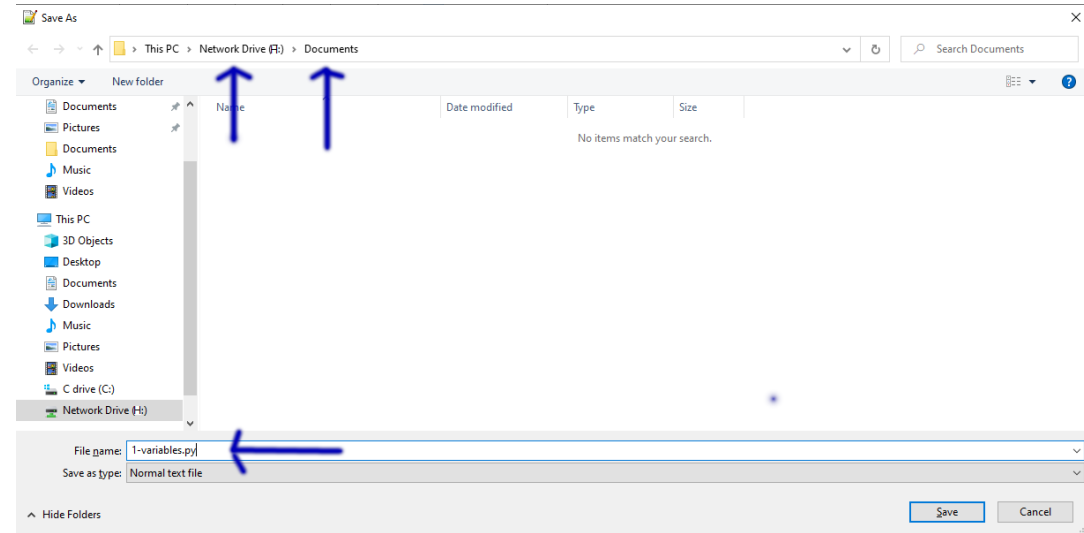 Save As
This PC > Network Drive (H:) > Documents
Search Documents
Organize New folder
Name Date modified Type Size
No items match your search.
Documents
Pictures
Documents
Music
Videos
This PC
3D Objects
Desktop
Documents
Downloads
Music
Pictures
Videos
C drive (C:)
Network Drive (H:)
File name: 1-variables.py
Save as type: Normal text file
Hide Folders
Save Cancel